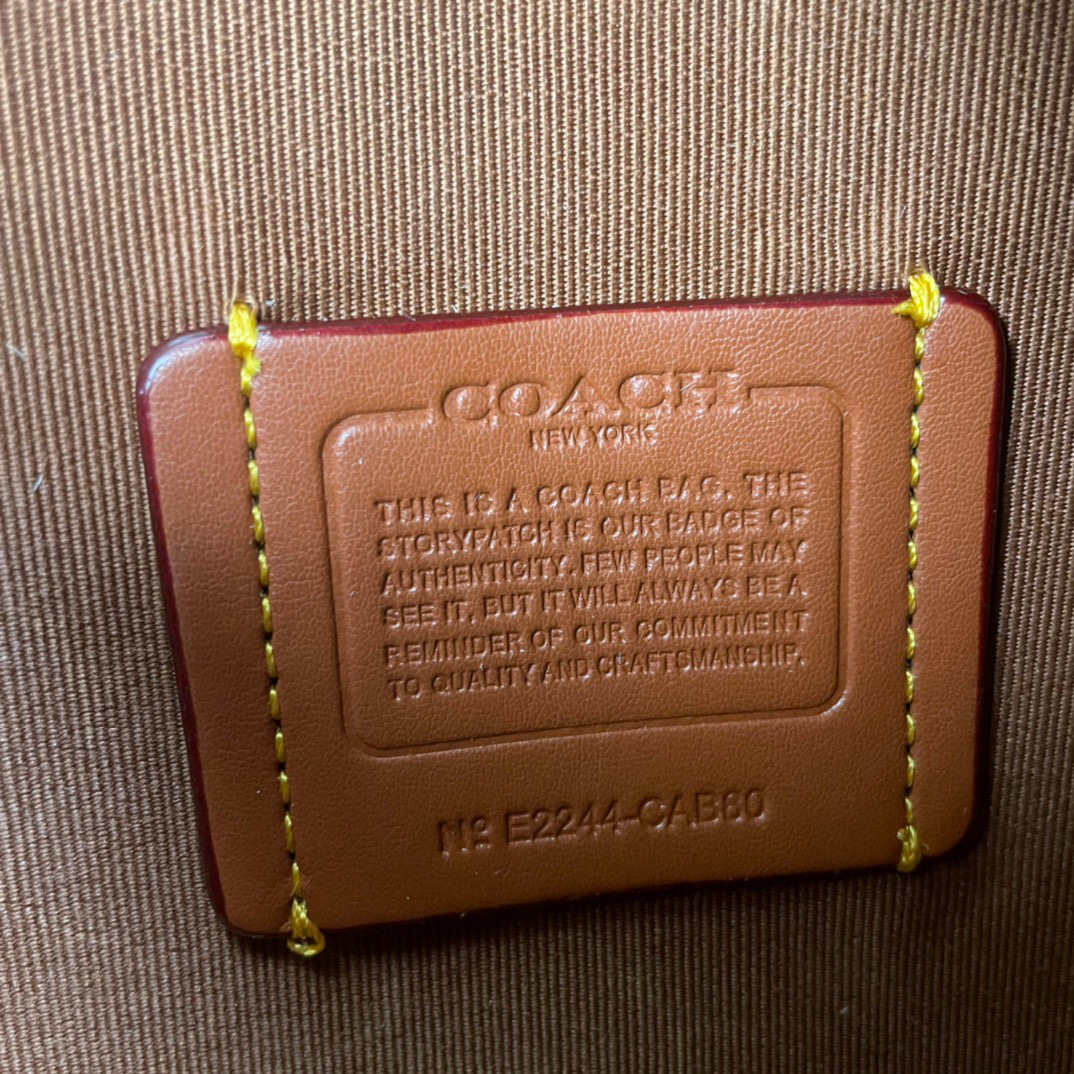 COACH
NEW YORK
THIS IS A COACH BAG. THE
STORYPATCH IS OUR BADGE OF
AUTHENTICITY. FEW PEOPLE MAY
SEE IT, BUT IT WILL ALWAYS BE A
REMINDER OF OUR COMMITMENT
TO QUALITY AND CRAFTSMANSHIP.
Nº E2244-CAB80